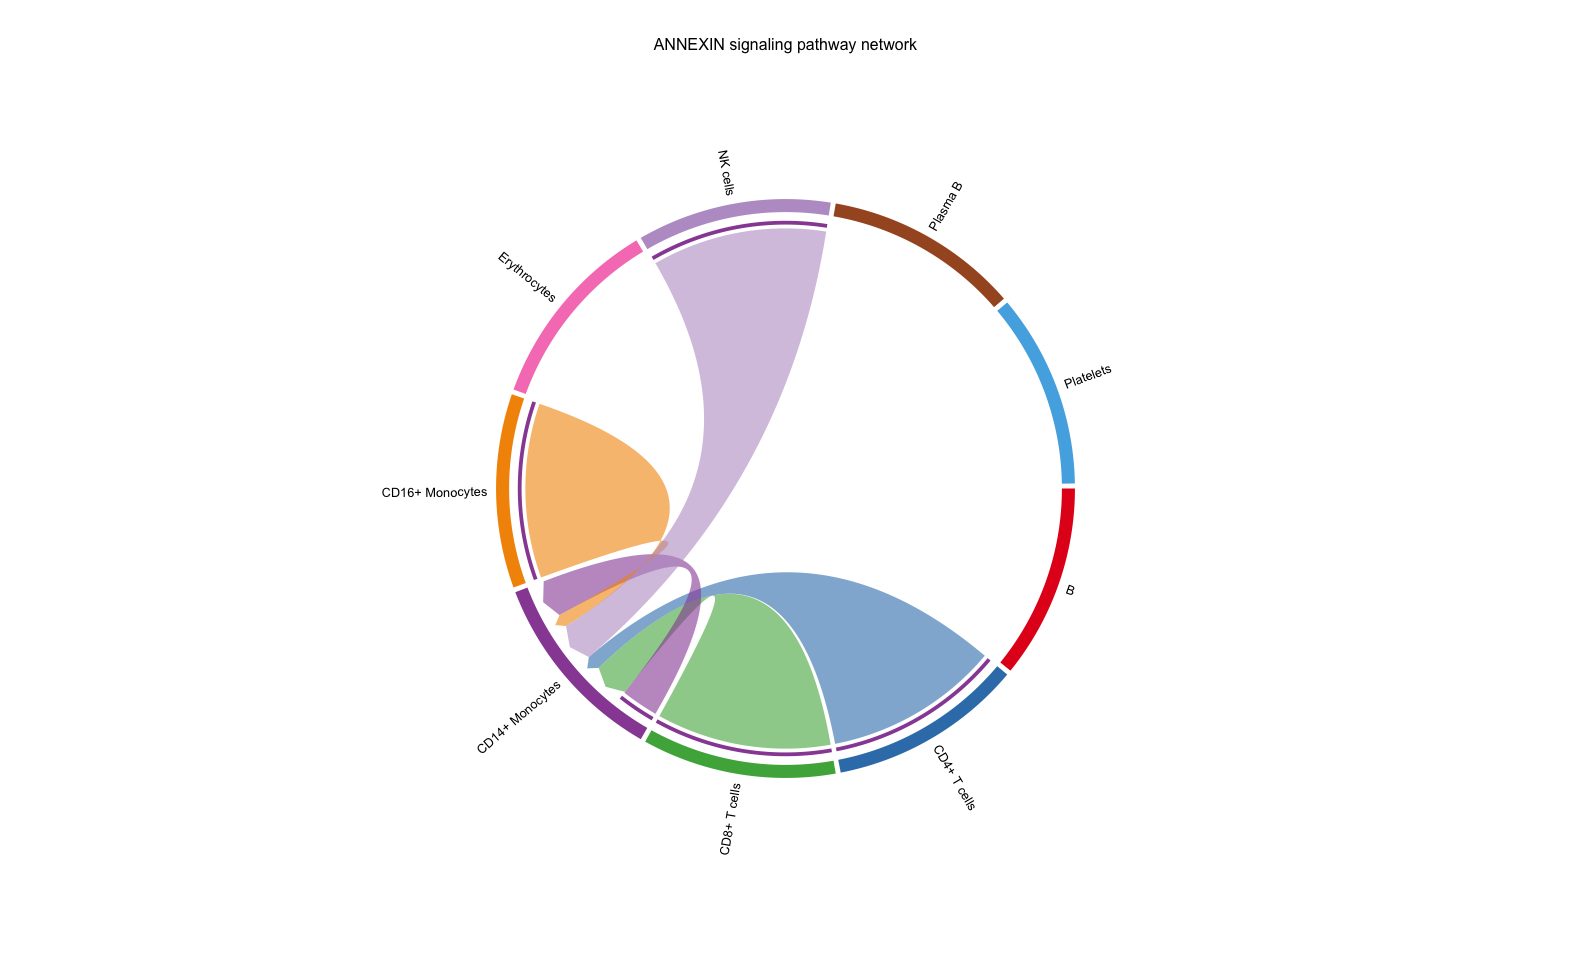 ANNEXIN signaling pathway network
NK cells
Plasma B
Erythrocytes
Platelets
CD16+ Monocytes
B
CD14+ Monocytes
CD4+ T cells
CD8+ T cells